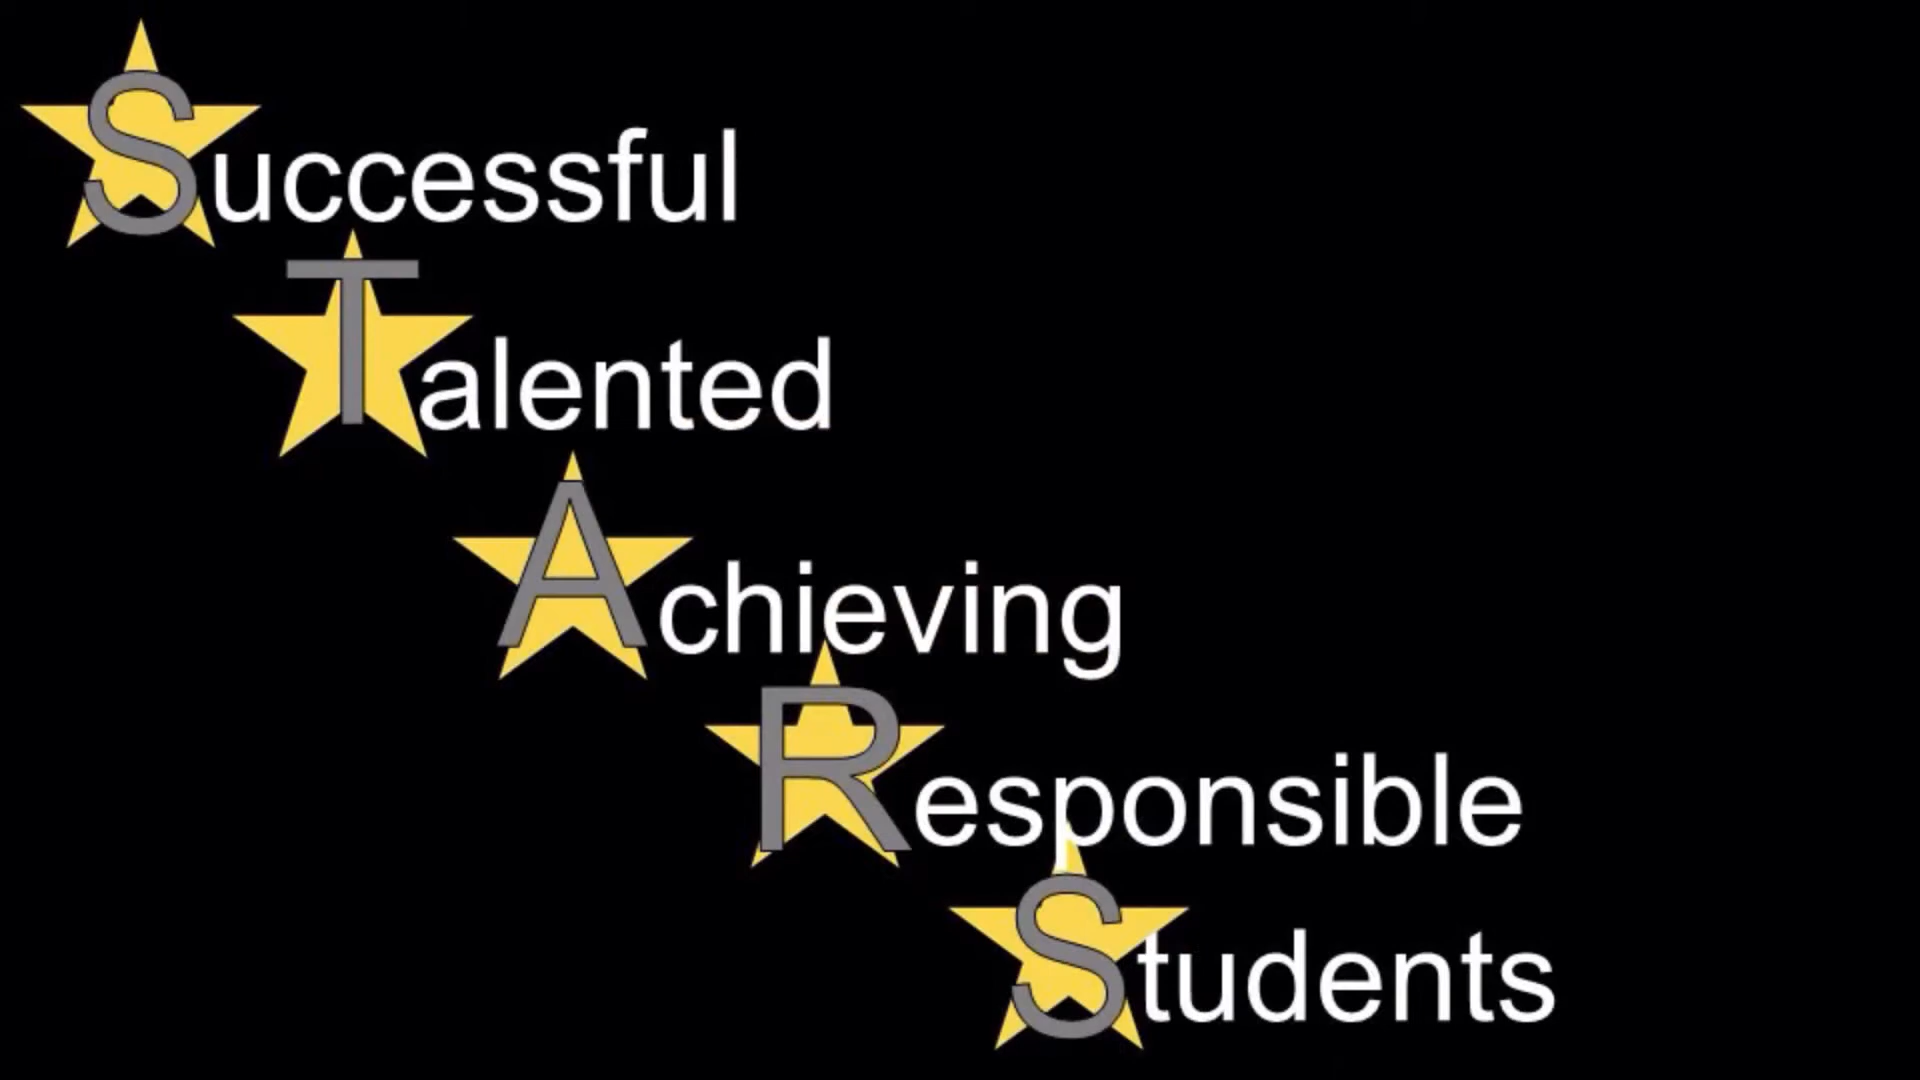 Successful
Talented
Achieving
Responsible
Students